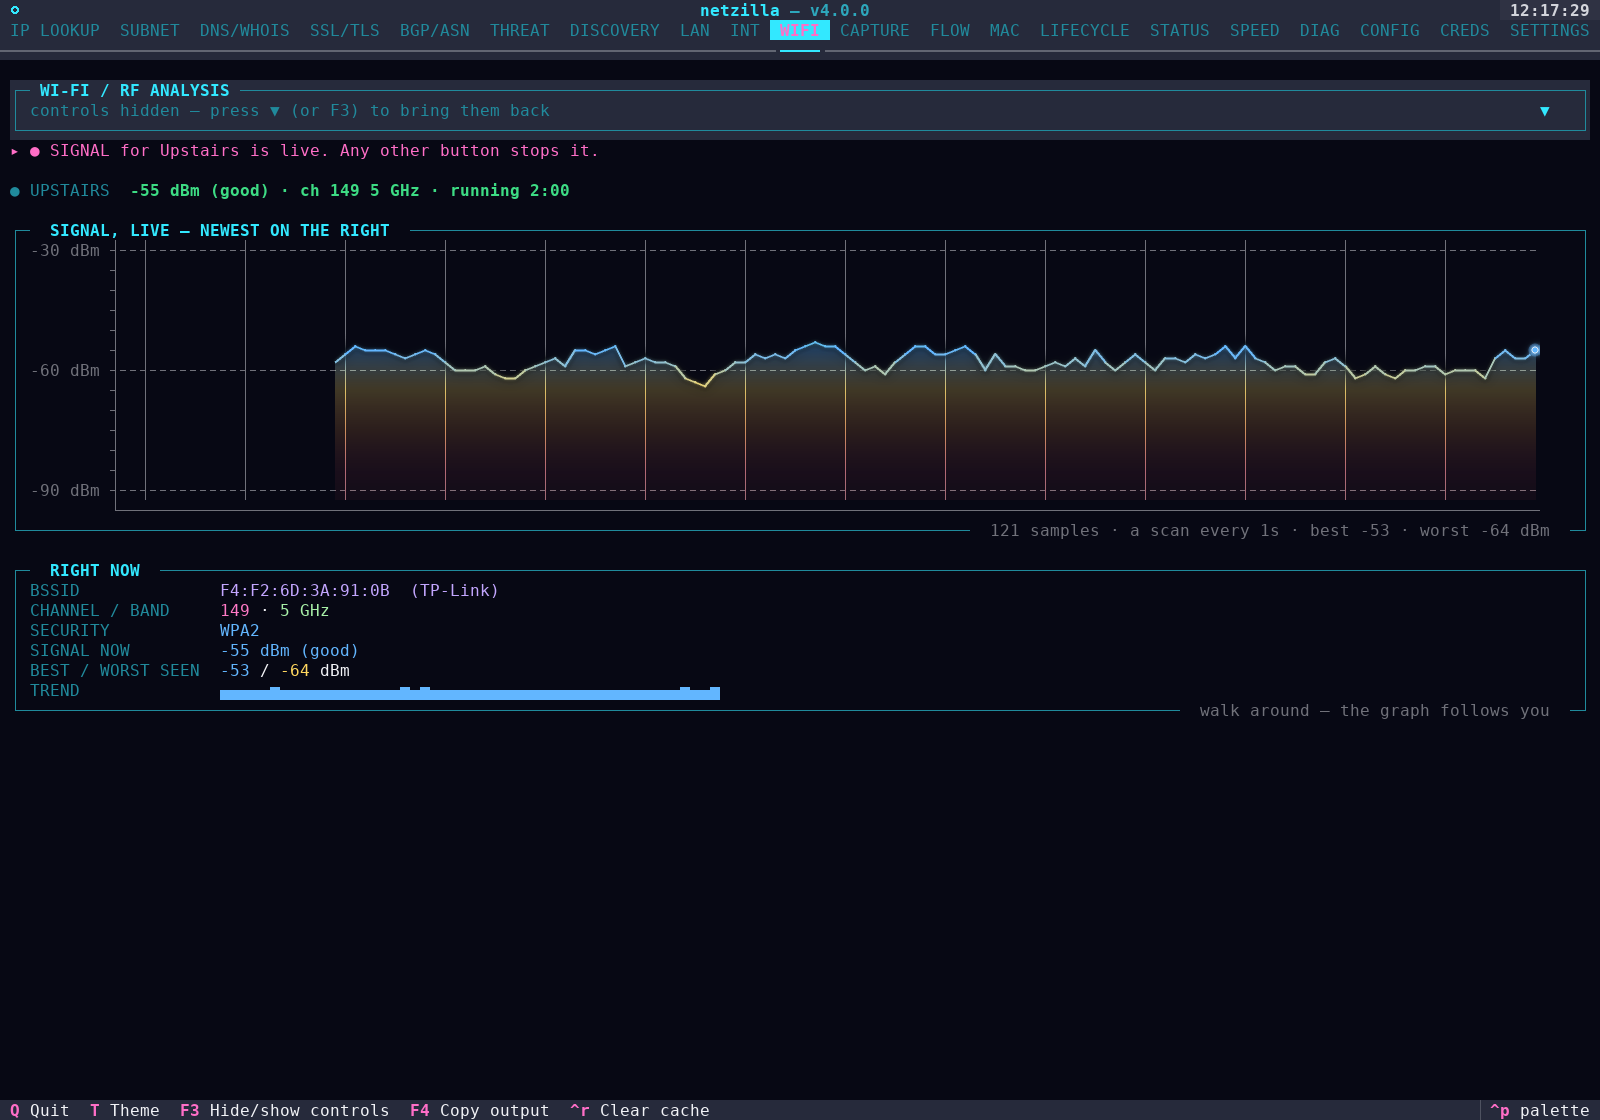 netzilla — v4.0.0 12:17:29
IP LOOKUP SUBNET DNS/WHOIS SSL/TLS BGP/ASN THREAT DISCOVERY LAN INT WIFI CAPTURE FLOW MAC LIFECYCLE STATUS SPEED DIAG CONFIG CREDS SETTINGS
WI-FI / RF ANALYSIS
controls hidden — press ▼ (or F3) to bring them back ▼
▸ ● SIGNAL for Upstairs is live. Any other button stops it.
● UPSTAIRS -55 dBm (good) · ch 149 5 GHz · running 2:00
SIGNAL, LIVE — NEWEST ON THE RIGHT
-30 dBm
-60 dBm
-90 dBm
121 samples · a scan every 1s · best -53 · worst -64 dBm
RIGHT NOW
BSSID F4:F2:6D:3A:91:0B (TP-Link)
CHANNEL / BAND 149 · 5 GHz
SECURITY WPA2
SIGNAL NOW -55 dBm (good)
BEST / WORST SEEN -53 / -64 dBm
TREND
walk around — the graph follows you
Q Quit T Theme F3 Hide/show controls F4 Copy output ^r Clear cache ^p palette